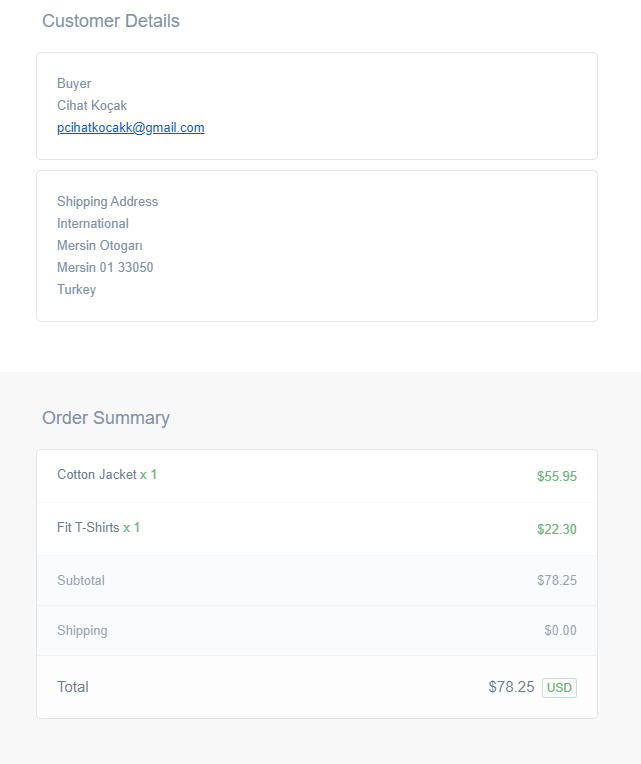 Customer Details
Buyer
Cihat Koçak
pcihatkocakk@gmail.com
Shipping Address
International
Mersin Otogarı
Mersin 01 33050
Turkey
Order Summary
Cotton Jacket x 1 $55.95
Fit T-Shirts x 1 $22.30
Subtotal $78.25
Shipping $0.00
Total $78.25 USD